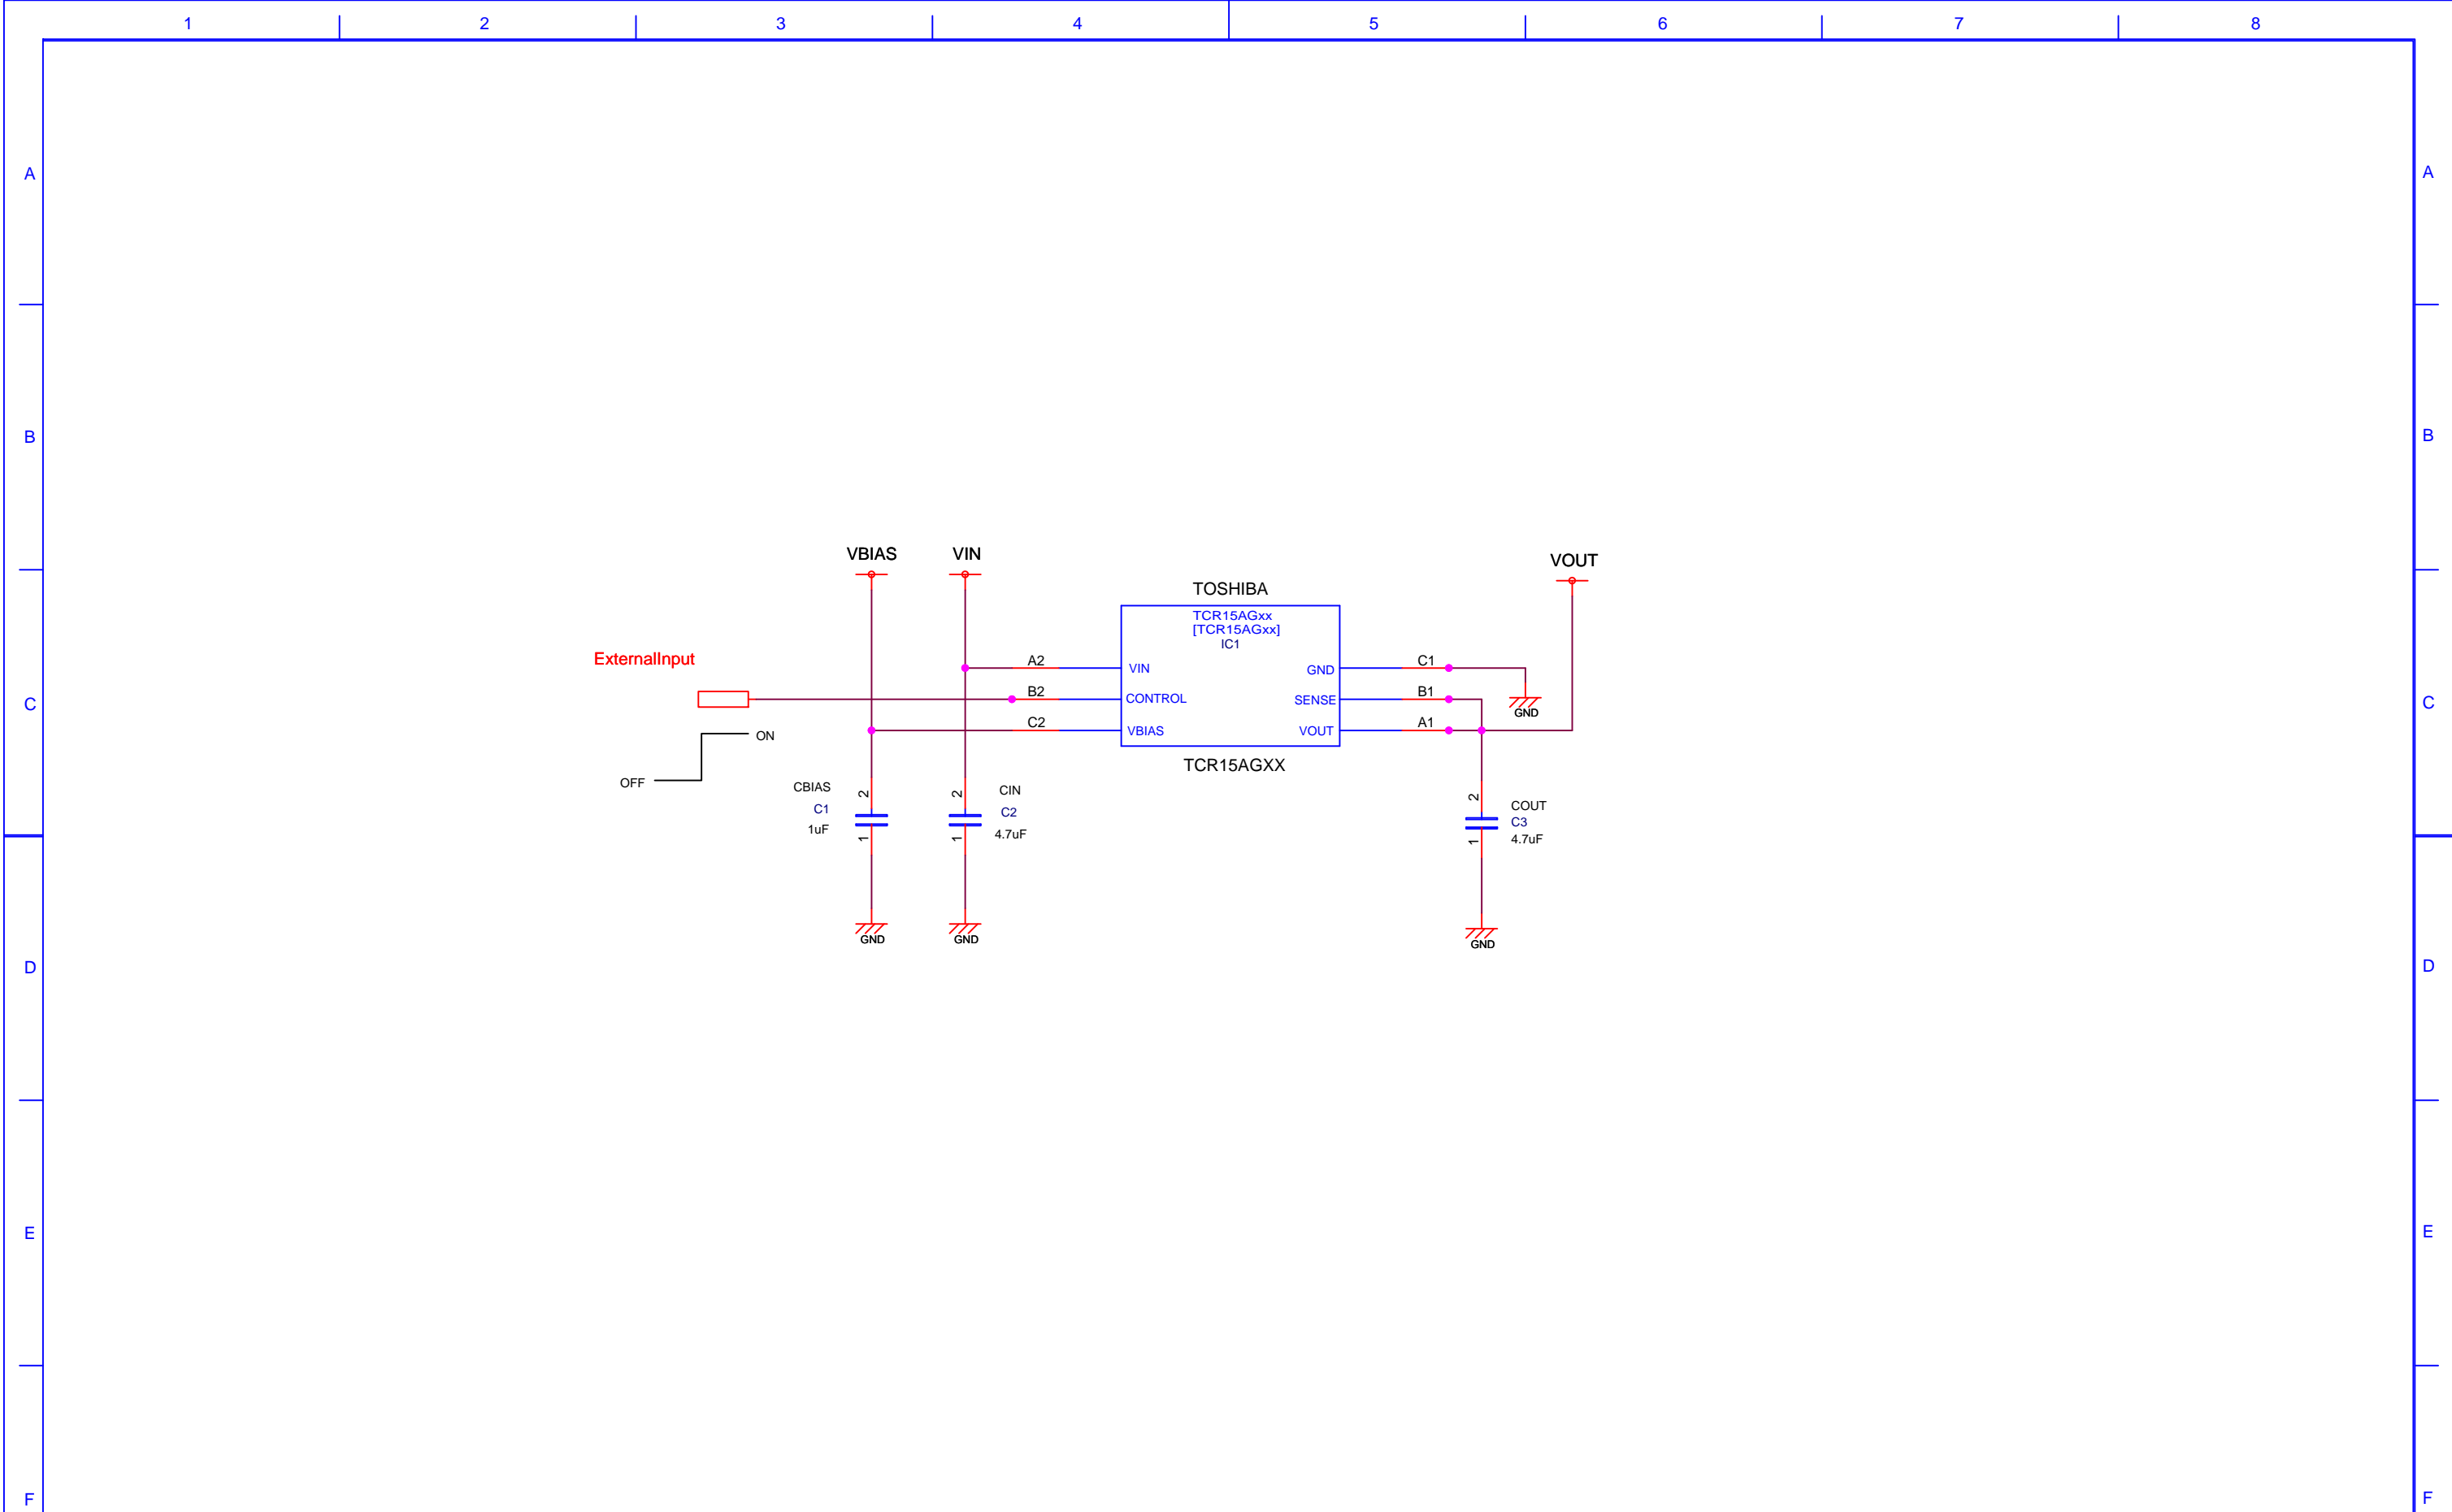 1 2 3 4 5 6 7 8
A A
B B
VBIAS VIN VOUT
TOSHIBA
TCR15AGxx
[TCR15AGxx]
IC1
ExternalInput
A2 VIN GND C1
B2 CONTROL SENSE B1
C C
GND
C2 VBIAS VOUT A1
ON
OFF
TCR15AGXX
CBIAS
C1
1uF
2
1
CIN
C2
4.7uF
2
1
COUT
C3
4.7uF
2
1
GND GND GND
D D
E E
F F